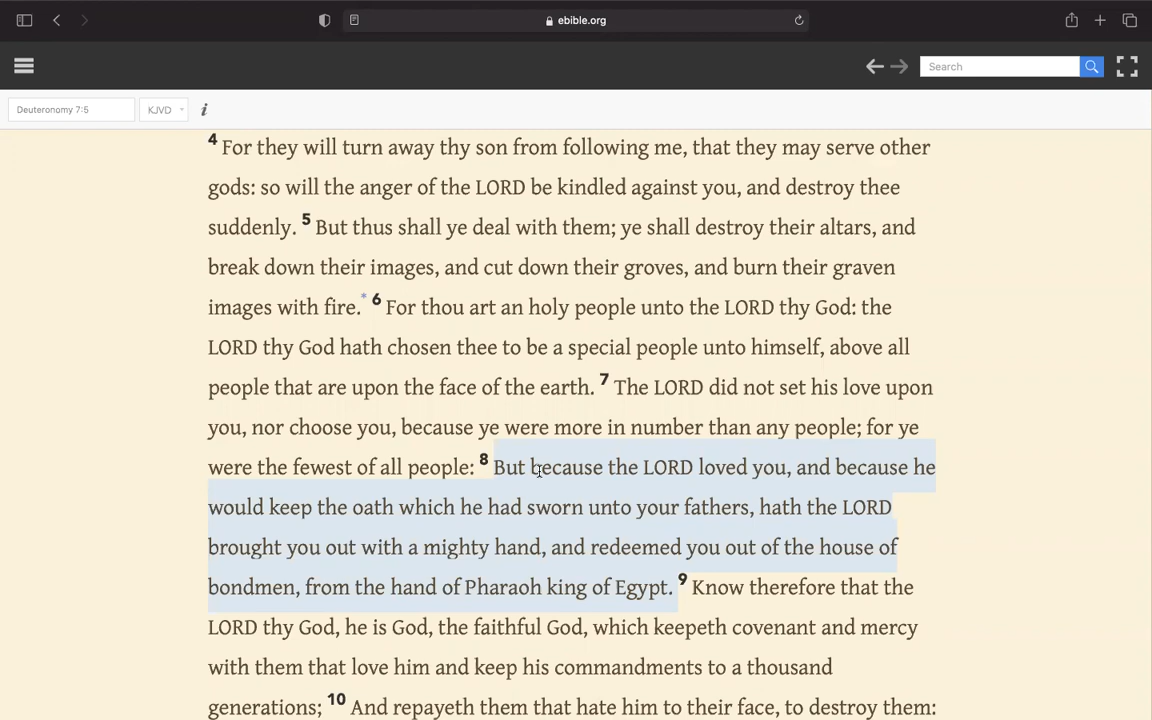 ebible.org
Search
Deuteronomy 7:5
KJVD
i
4 For they will turn away thy son from following me, that they may serve other
gods: so will the anger of the LORD be kindled against you, and destroy thee
suddenly. 5 But thus shall ye deal with them; ye shall destroy their altars, and
break down their images, and cut down their groves, and burn their graven
images with fire.* 6 For thou art an holy people unto the LORD thy God: the
LORD thy God hath chosen thee to be a special people unto himself, above all
people that are upon the face of the earth. 7 The LORD did not set his love upon
you, nor choose you, because ye were more in number than any people; for ye
were the fewest of all people: 8 But because the LORD loved you, and because he
would keep the oath which he had sworn unto your fathers, hath the LORD
brought you out with a mighty hand, and redeemed you out of the house of
bondmen, from the hand of Pharaoh king of Egypt. 9 Know therefore that the
LORD thy God, he is God, the faithful God, which keepeth covenant and mercy
with them that love him and keep his commandments to a thousand
generations; 10 And repayeth them that hate him to their face, to destroy them: